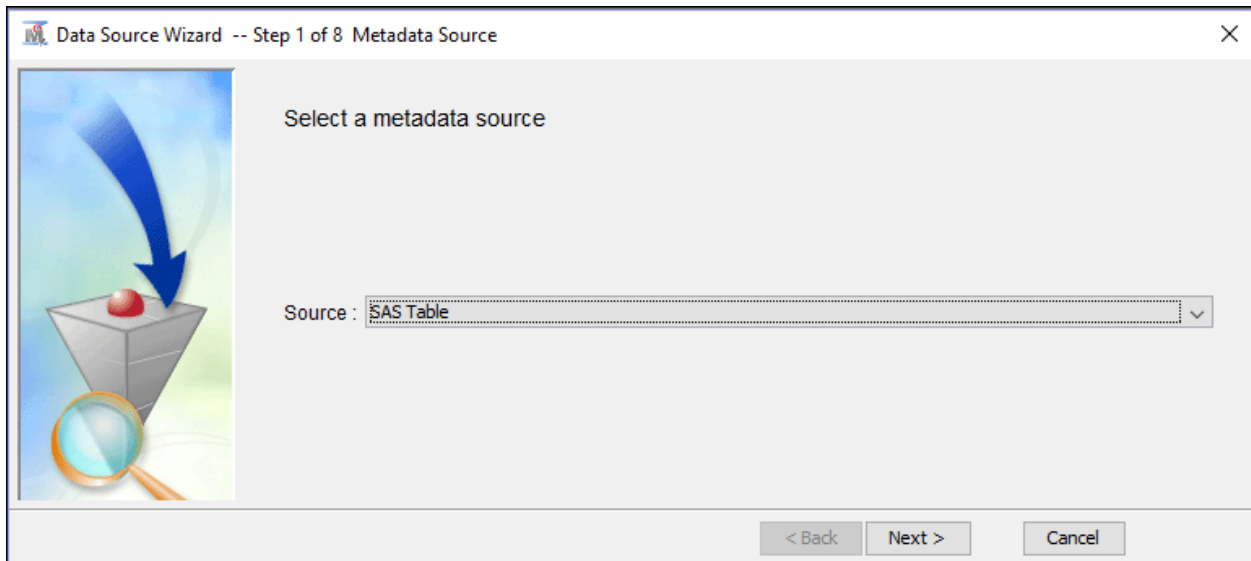 Data Source Wizard -- Step 1 of 8 Metadata Source
Select a metadata source
Source : SAS Table
< Back Next > Cancel